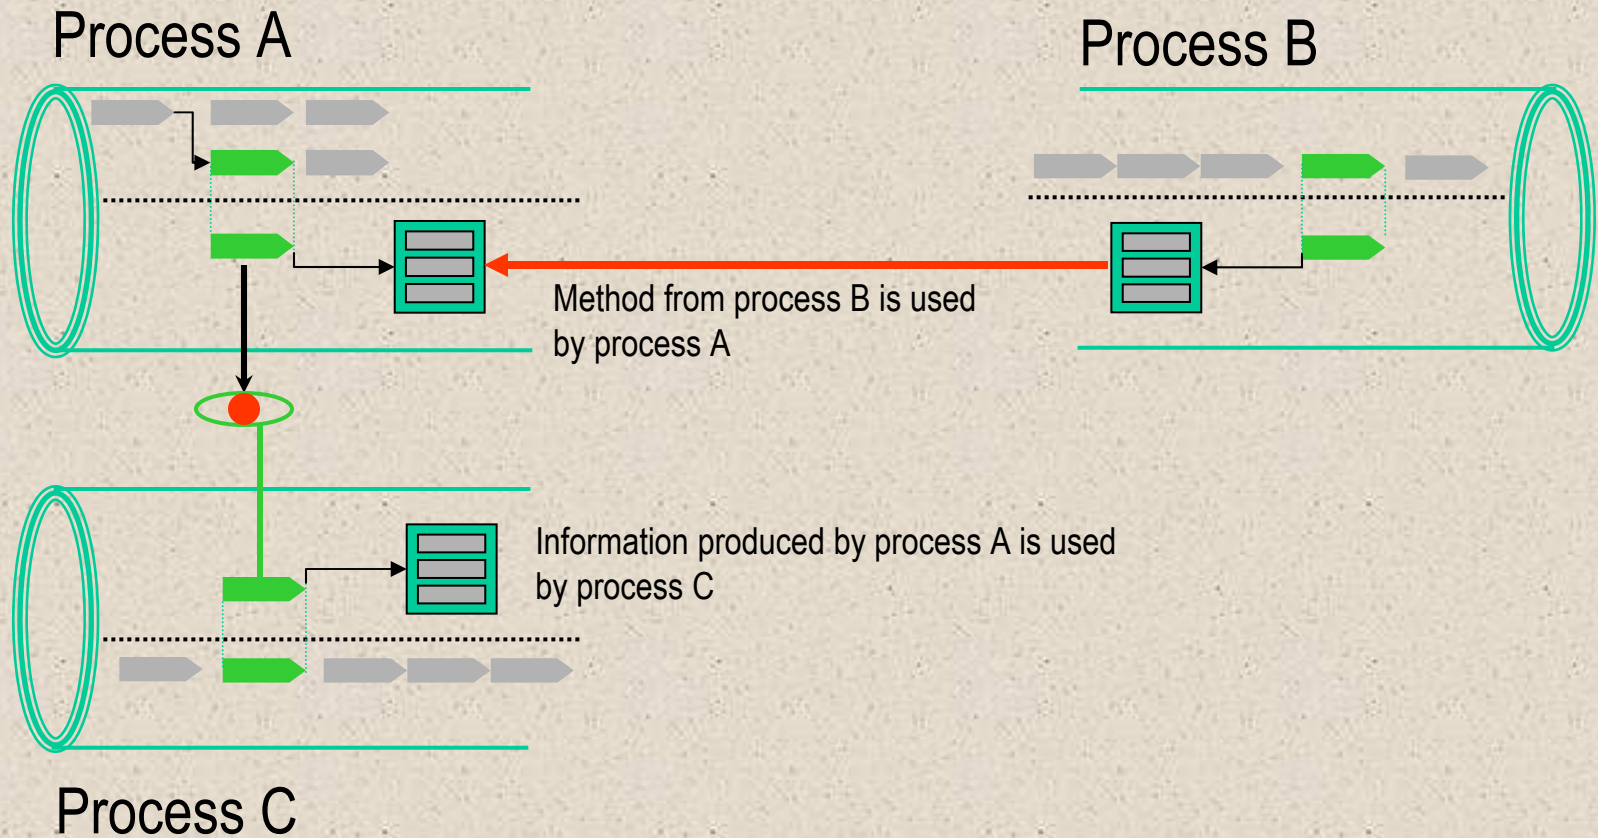 Process A
Process B
Method from process B is used
by process A
Information produced by process A is used
by process C
Process C